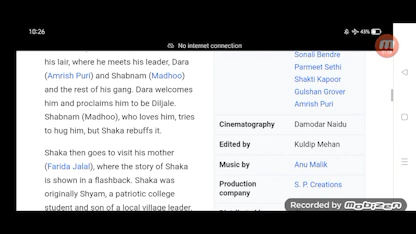 10:26
48%
No internet connection
his lair, where he meets his leader, Dara
(Amrish Puri) and Shabnam (Madhoo)
and the rest of his gang. Dara welcomes
him and proclaims him to be Diljale.
Shabnam (Madhoo), who loves him, tries
to hug him, but Shaka rebuffs it.
Shaka then goes to visit his mother
(Farida Jalal), where the story of Shaka
is shown in a flashback. Shaka was
originally Shyam, a patriotic college
student and son of a local village leader,
Sonali Bendre
Parmeet Sethi
Shakti Kapoor
Gulshan Grover
Amrish Puri
Cinematography Damodar Naidu
Edited by Kuldip Mehan
Music by Anu Malik
Production company S. P. Creations
Recorded by Mobizen